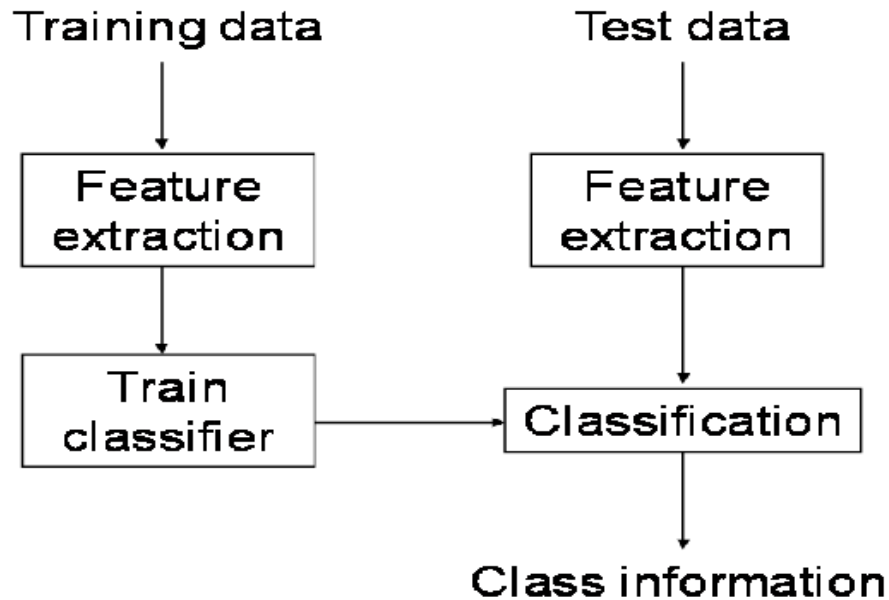 Training data
Test data
Feature
extraction
Feature
extraction
Train
classifier
Classification
Class information